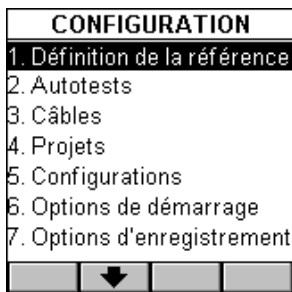 CONFIGURATION
1. Définition de la référence
2. Autotests
3. Câbles
4. Projets
5. Configurations
6. Options de démarrage
7. Options d'enregistrement